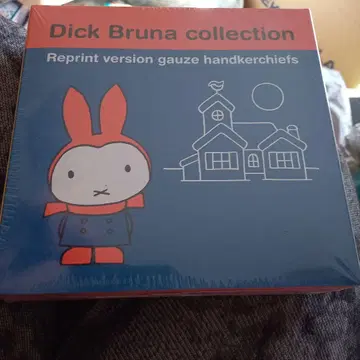 Dick Bruna collection
Reprint version gauze handkerchiefs